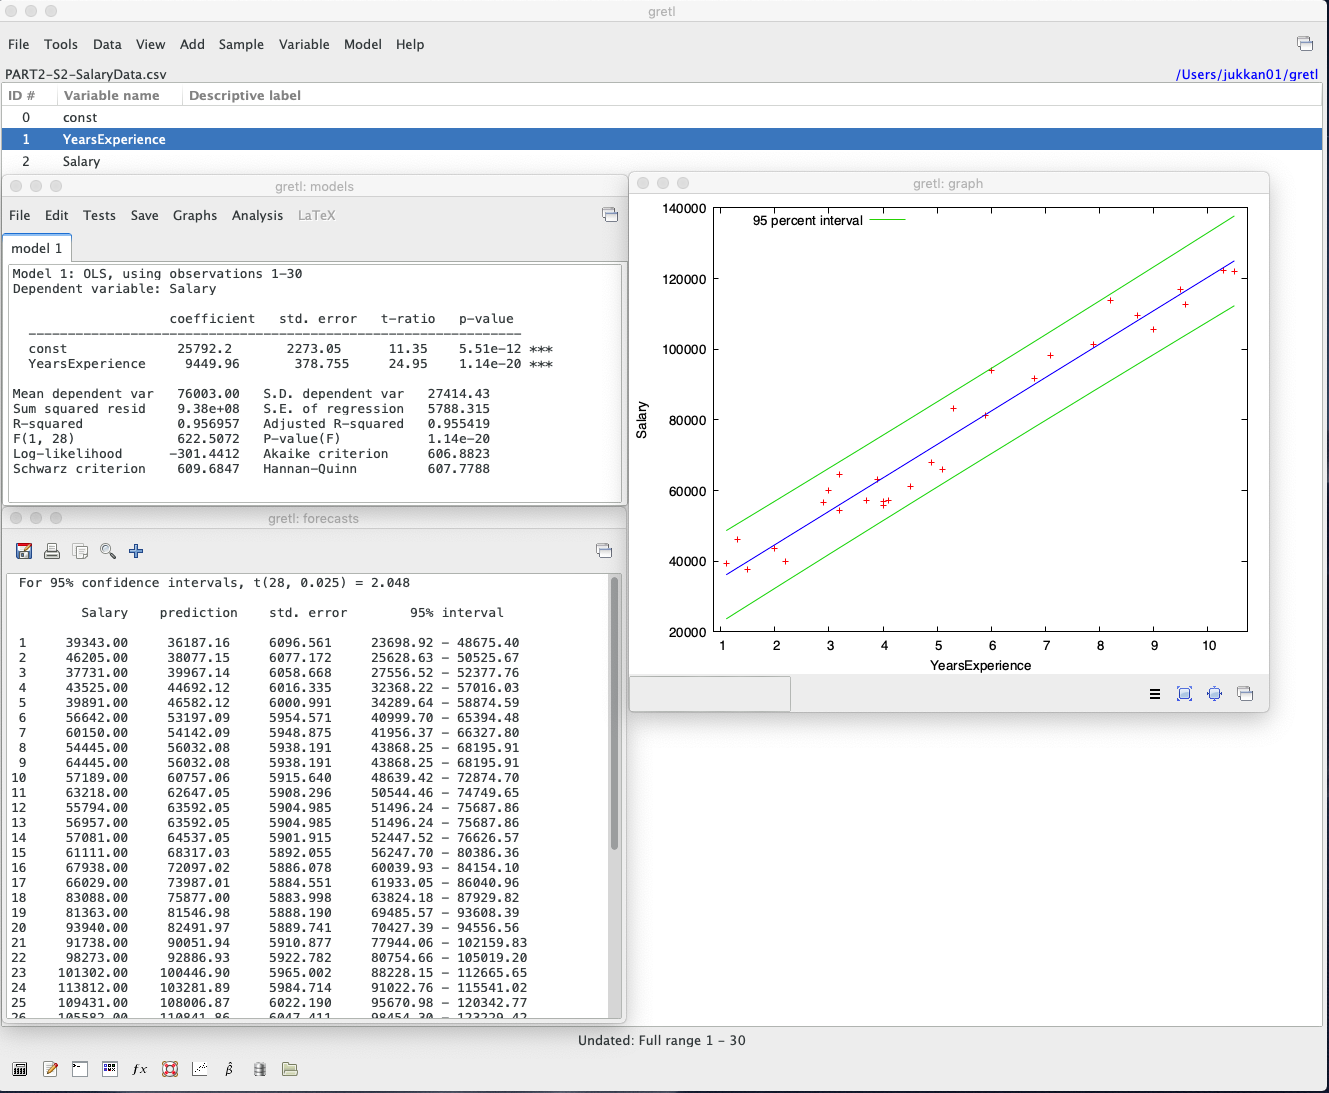 gretl
File Tools Data View Add Sample Variable Model Help
PART2-S2-SalaryData.csv /Users/jukkan01/gretl
ID # Variable name Descriptive label
0 const
1 YearsExperience
2 Salary
gretl: models
File Edit Tests Save Graphs Analysis LaTeX
model 1
Model 1: OLS, using observations 1-30
Dependent variable: Salary
coefficient std. error t-ratio p-value
const 25792.2 2273.05 11.35 5.51e-12 ***
YearsExperience 9449.96 378.755 24.95 1.14e-20 ***
Mean dependent var 76003.00 S.D. dependent var 27414.43
Sum squared resid 9.38e+08 S.E. of regression 5788.315
R-squared 0.956957 Adjusted R-squared 0.955419
F(1, 28) 622.5072 P-value(F) 1.14e-20
Log-likelihood -301.4412 Akaike criterion 606.8823
Schwarz criterion 609.6847 Hannan-Quinn 607.7788
gretl: forecasts
For 95% confidence intervals, t(28, 0.025) = 2.048
Salary prediction std. error 95% interval
1 39343.00 36187.16 6096.561 23698.92 - 48675.40
2 46205.00 38077.15 6077.172 25628.63 - 50525.67
3 37731.00 39967.14 6058.668 27556.52 - 52377.76
4 43525.00 44692.12 6016.335 32368.22 - 57016.03
5 39891.00 46582.12 6000.991 34289.64 - 58874.59
6 56642.00 53197.09 5954.571 40999.70 - 65394.48
7 60150.00 54142.09 5948.875 41956.37 - 66327.80
8 54445.00 56032.08 5938.191 43868.25 - 68195.91
9 64445.00 56032.08 5938.191 43868.25 - 68195.91
10 57189.00 60757.06 5915.640 48639.42 - 72874.70
11 63218.00 62647.05 5908.296 50544.46 - 74749.65
12 55794.00 63592.05 5904.985 51496.24 - 75687.86
13 56957.00 63592.05 5904.985 51496.24 - 75687.86
14 57081.00 64537.05 5901.915 52447.52 - 76626.57
15 61111.00 68317.03 5892.055 56247.70 - 80386.36
16 67938.00 72097.02 5886.078 60039.93 - 84154.10
17 66029.00 73987.01 5884.551 61933.05 - 86040.96
18 83088.00 75877.00 5883.998 63824.18 - 87929.82
19 81363.00 81546.98 5888.190 69485.57 - 93608.39
20 93940.00 82491.97 5889.741 70427.39 - 94556.56
21 91738.00 90051.94 5910.877 77944.06 - 102159.83
22 98273.00 92886.93 5922.782 80754.66 - 105019.20
23 101302.00 100446.90 5965.002 88228.15 - 112665.65
24 113812.00 103281.89 5984.714 91022.76 - 115541.02
25 109431.00 108006.87 6022.190 95670.98 - 120342.77
26 105582.00 110841.86 6047.411 98454.30 - 123229.42
gretl: graph
95 percent interval
140000
120000
100000
80000
60000
40000
20000
Salary
1 2 3 4 5 6 7 8 9 10
YearsExperience
Undated: Full range 1 - 30
fx
β̂